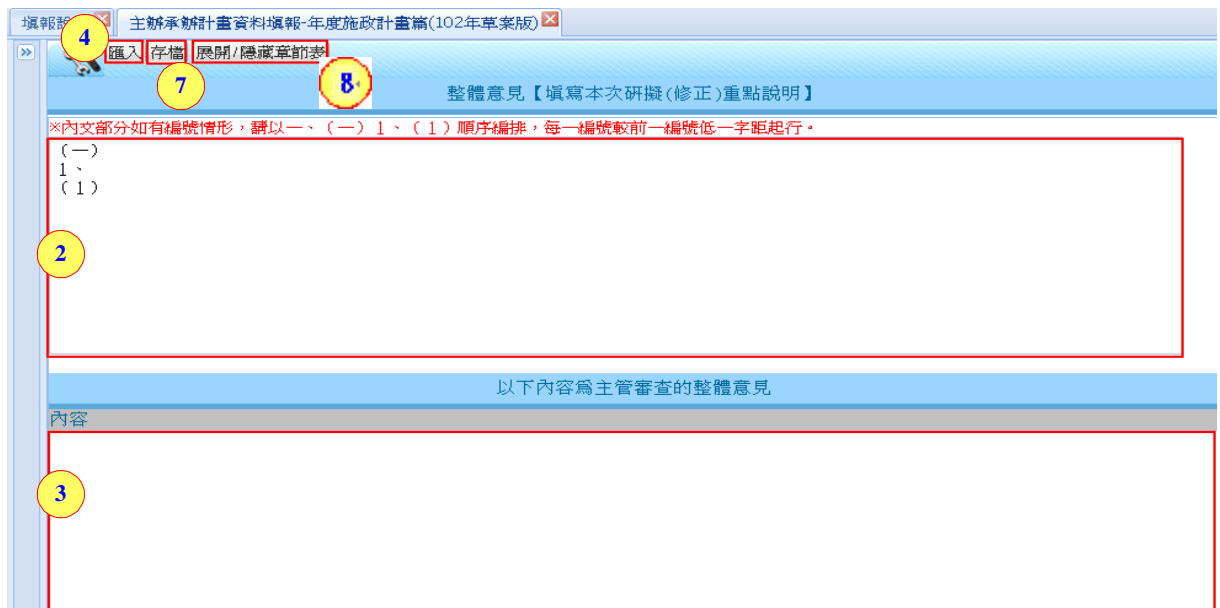 填報說 主辦承辦計畫資料填報-年度施政計畫篇(102年草案版)
4 匯入 存檔 展開/隱藏章節表
7 8
整體意見【填寫本次研擬(修正)重點說明】
※內文部分如有編號情形，請以一、（一）1、（1）順序編排，每一編號較前一編號低一字距起行。
（一）
1、
（1）
2
以下內容為主管審查的整體意見
內容
3